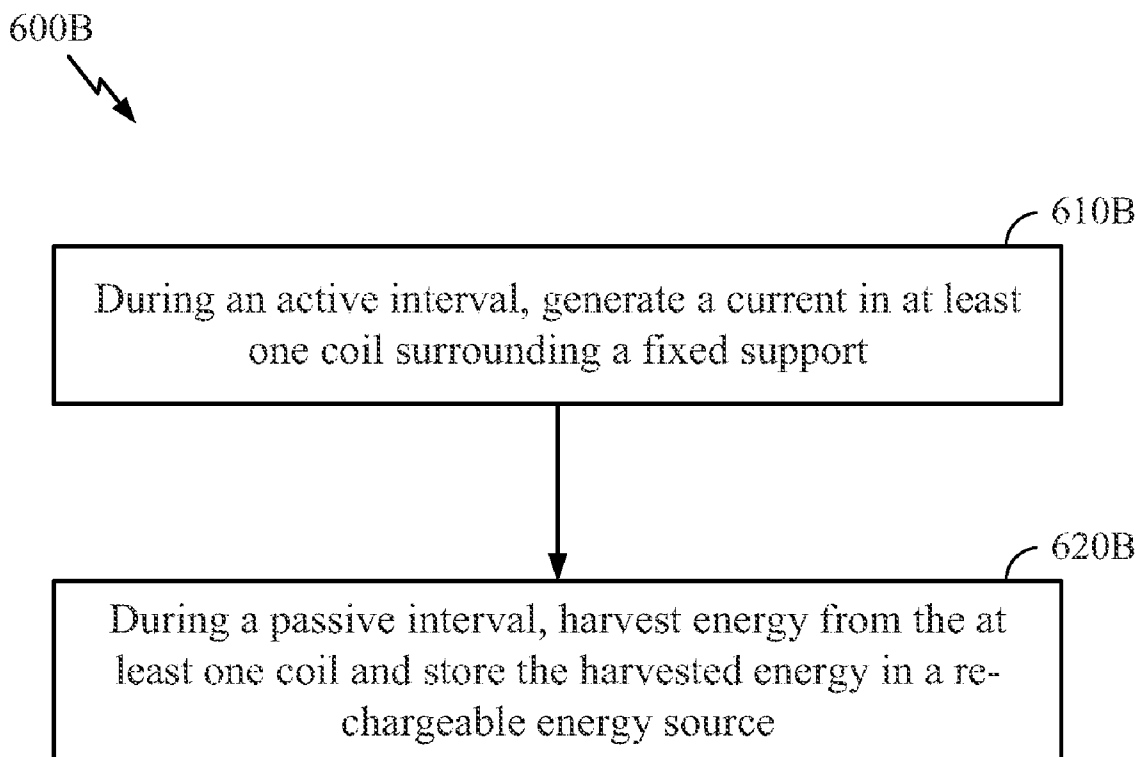 600B
610B
During an active interval, generate a current in at least
one coil surrounding a fixed support
620B
During a passive interval, harvest energy from the at
least one coil and store the harvested energy in a re-
chargeable energy source